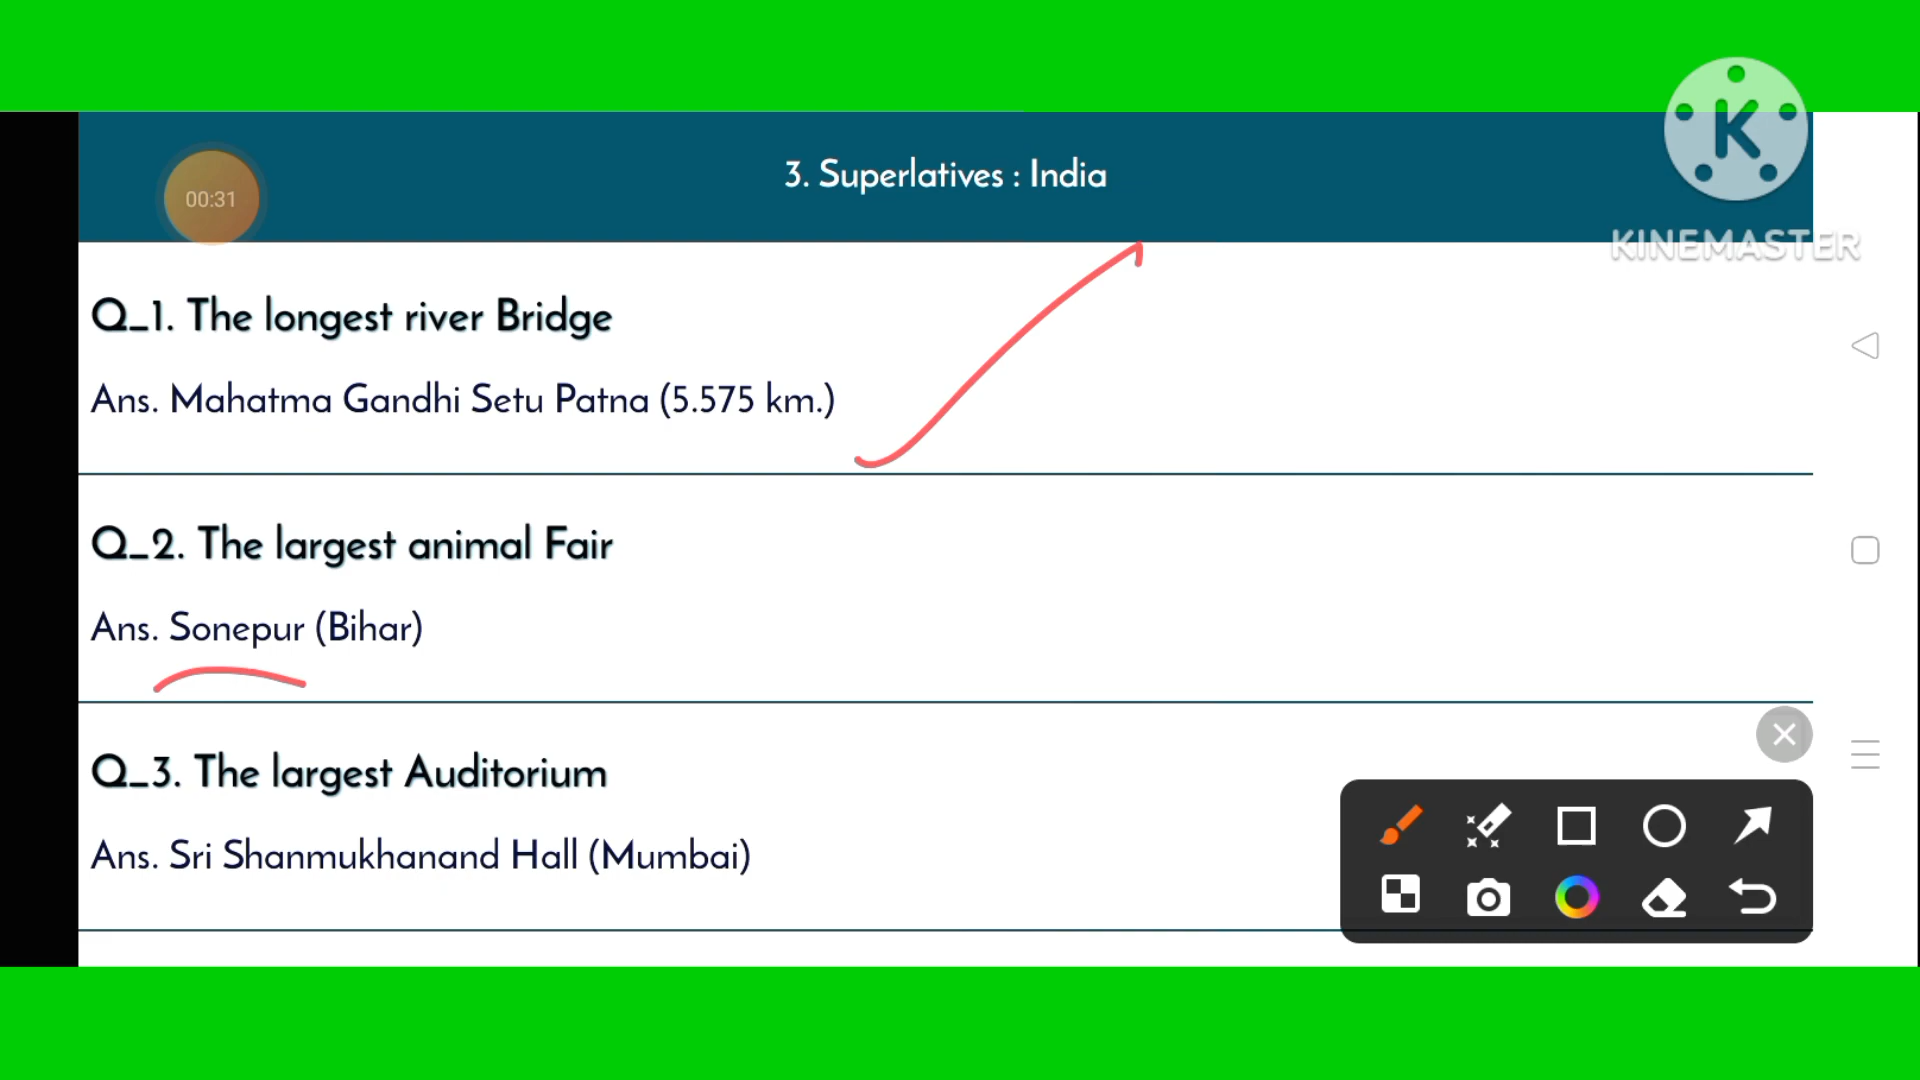 00:31
3. Superlatives : India
K
KINEMASTER
Q_1. The longest river Bridge
Ans. Mahatma Gandhi Setu Patna (5.575 km.)
Q_2. The largest animal Fair
Ans. Sonepur (Bihar)
Q_3. The largest Auditorium
Ans. Sri Shanmukhanand Hall (Mumbai)